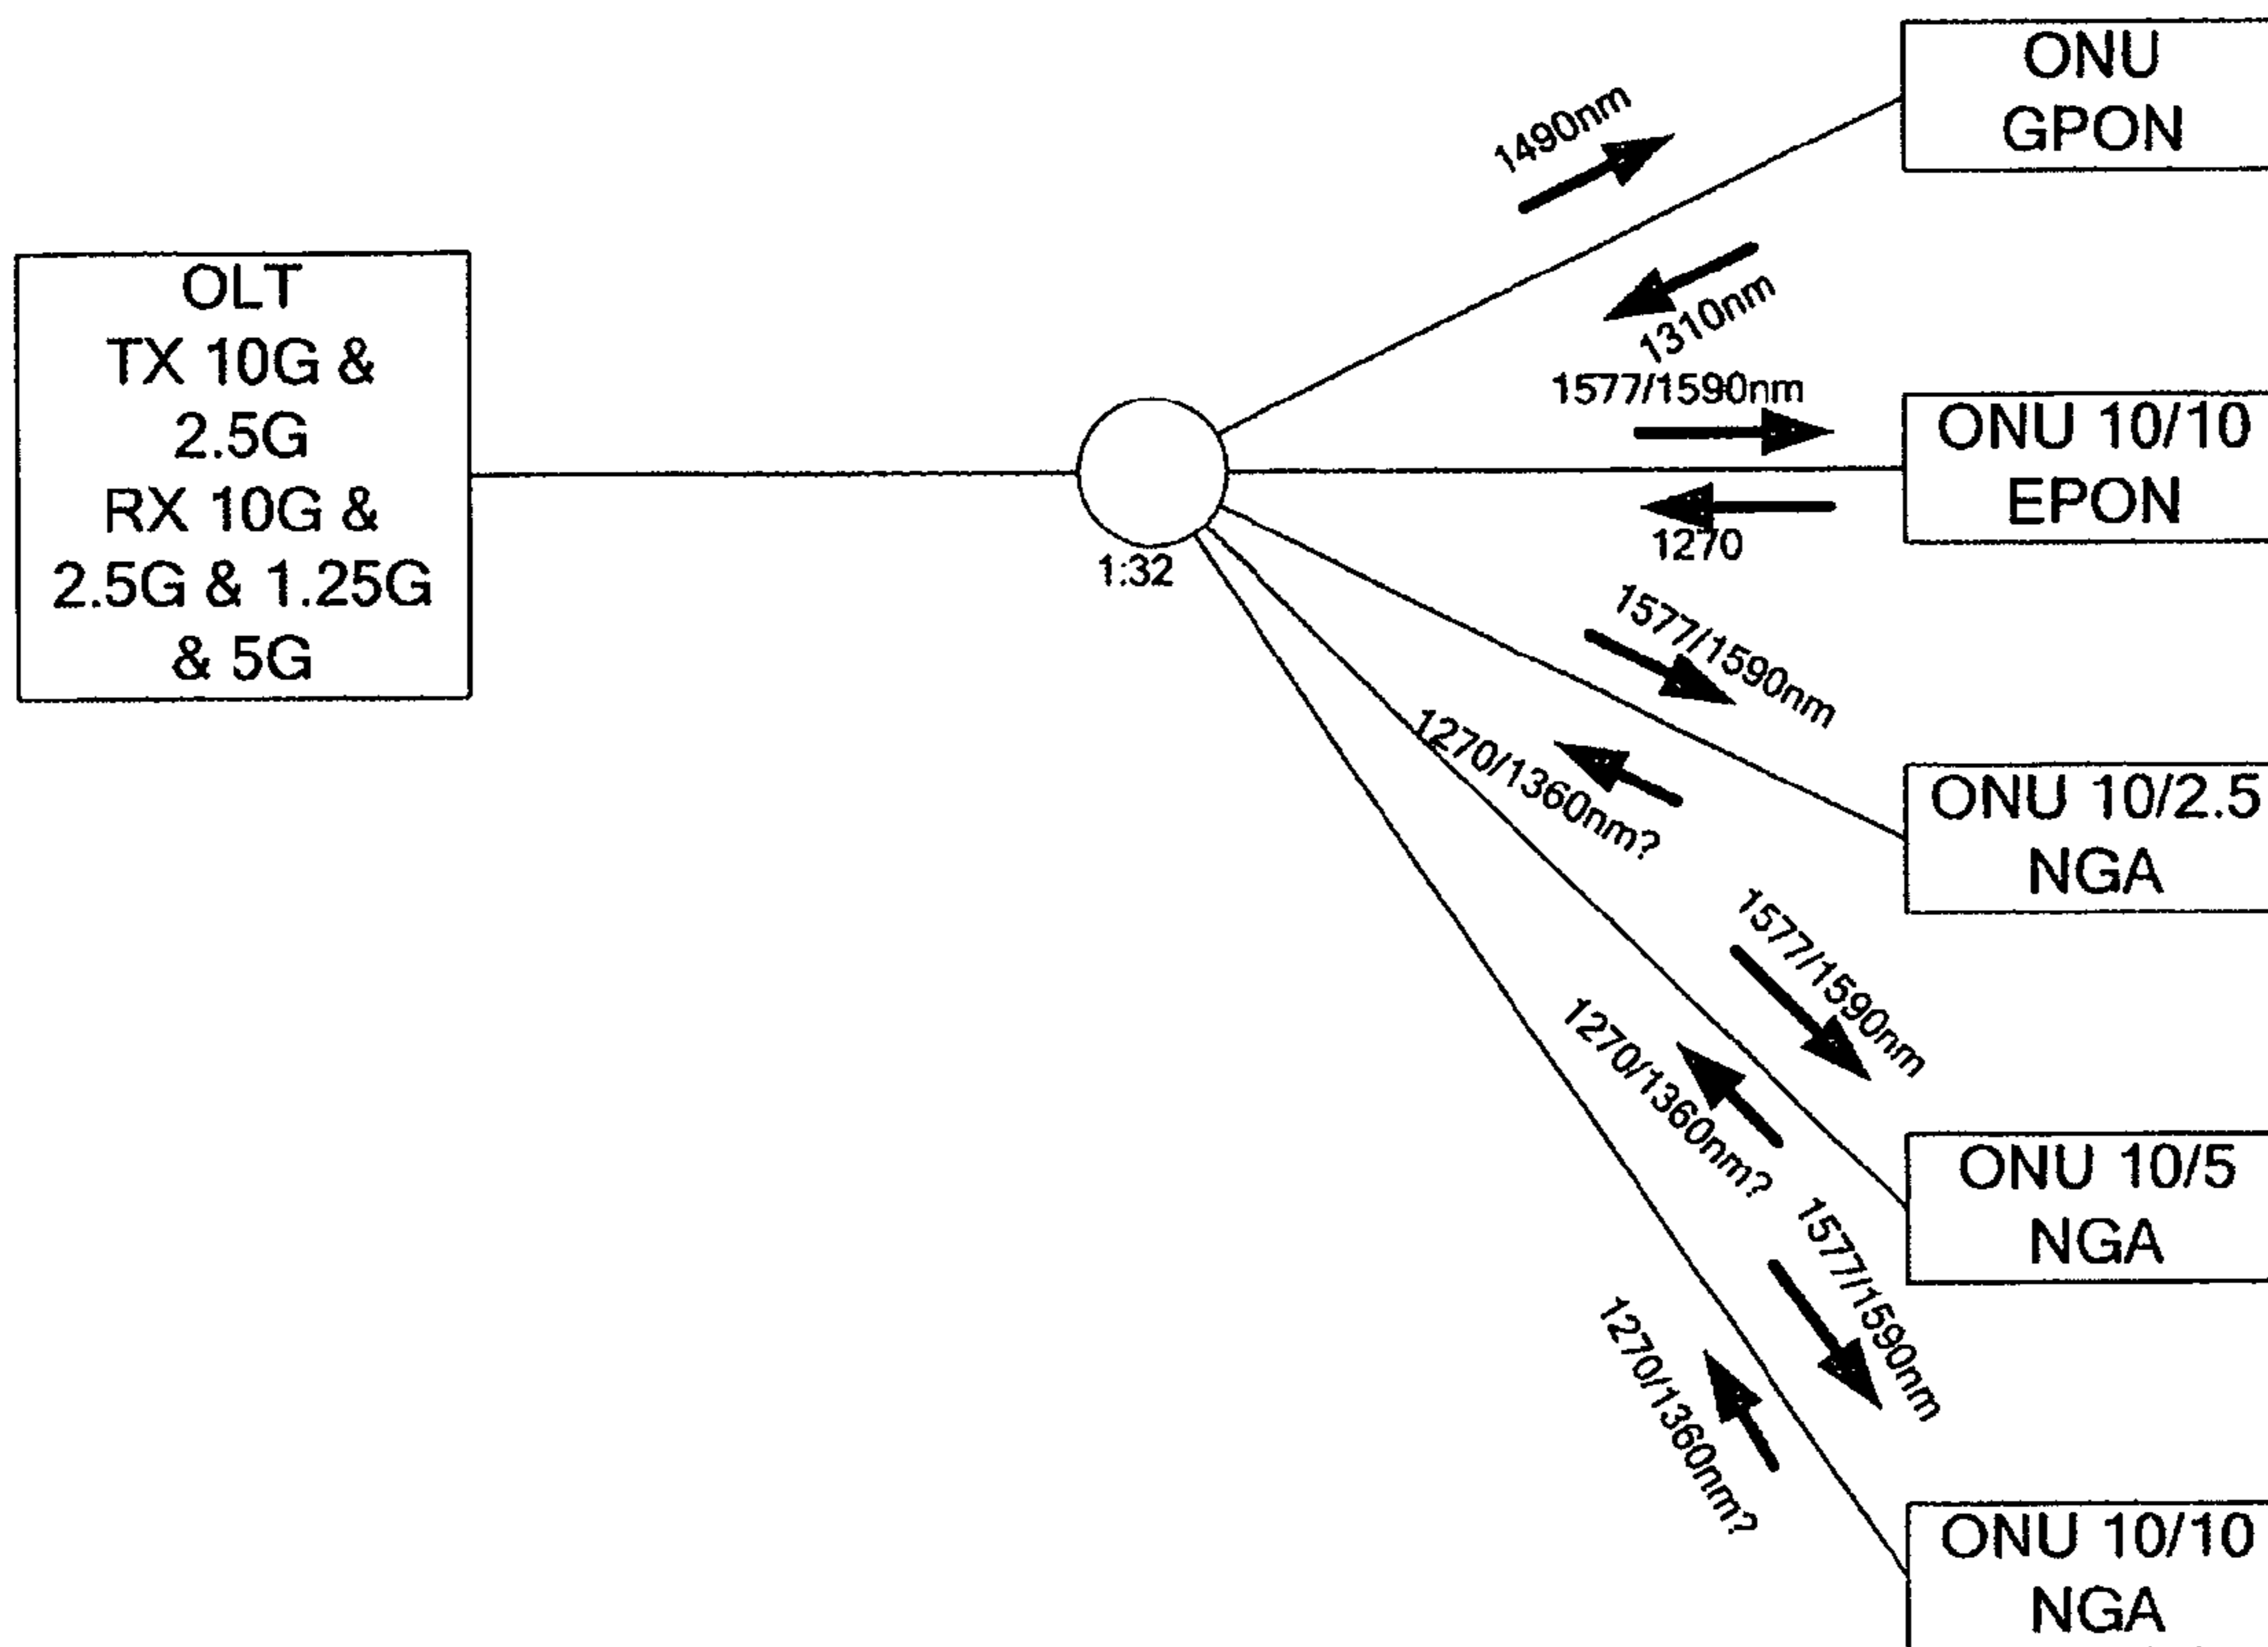 OLT
TX 10G &
2.5G
RX 10G &
2.5G & 1.25G
& 5G
1:32
1490nm
1310nm
ONU
GPON
1577/1590nm
1270
ONU 10/10
EPON
1577/1590nm
1270/1360nm?
ONU 10/2.5
NGA
1577/1590nm
1270/1360nm?
ONU 10/5
NGA
1577/1590nm
1270/1360nm?
ONU 10/10
NGA